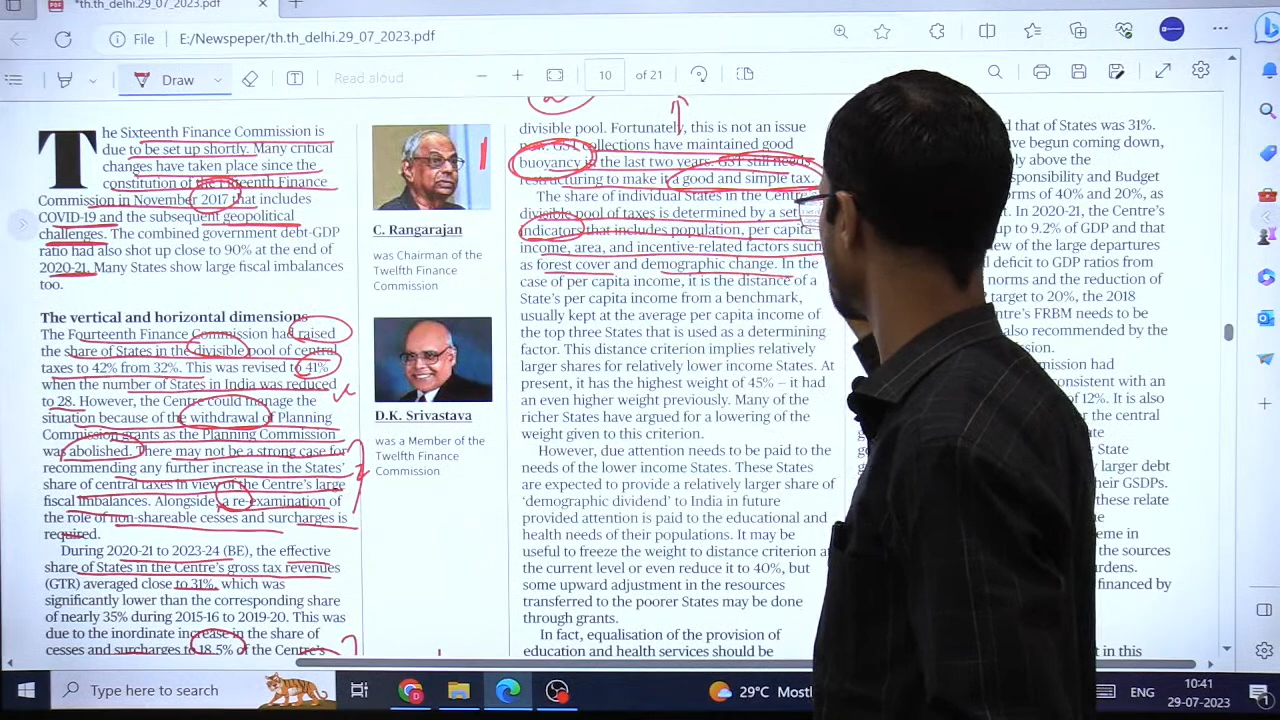 *th.th_delhi.29_07_2023.pdf
File
E:/Newspeper/th.th_delhi.29_07_2023.pdf
Draw
Read aloud
10
of 21
The Sixteenth Finance Commission is
due to be set up shortly. Many critical
changes have taken place since the
constitution of the Fifteenth Finance
Commission in November 2017 that includes
COVID-19 and the subsequent geopolitical
challenges. The combined government debt-GDP
ratio had also shot up close to 90% at the end of
2020-21. Many States show large fiscal imbalances
too.
The vertical and horizontal dimensions
The Fourteenth Finance Commission had raised
the share of States in the divisible pool of central
taxes to 42% from 32%. This was revised to 41%
when the number of States in India was reduced
to 28. However, the Centre could manage the
situation because of the withdrawal of Planning
Commission grants as the Planning Commission
was abolished. There may not be a strong case for
recommending any further increase in the States'
share of central taxes in view of the Centre's large
fiscal imbalances. Alongside, a re-examination of
the role of non-shareable cesses and surcharges is
required.
During 2020-21 to 2023-24 (BE), the effective
share of States in the Centre's gross tax revenues
(GTR) averaged close to 31%, which was
significantly lower than the corresponding share
of nearly 35% during 2015-16 to 2019-20. This was
due to the inordinate increase in the share of
cesses and surcharges to 18.5% of the Centre's
C. Rangarajan
was Chairman of the
Twelfth Finance
Commission
D.K. Srivastava
was a Member of the
Twelfth Finance
Commission
divisible pool. Fortunately, this is not an issue
now. GST collections have maintained good
buoyancy in the last two years. GST still needs
restructuring to make it a good and simple tax.
The share of individual States in the Centre
divisible pool of taxes is determined by a set
indicators that includes population, per capita
income, area, and incentive-related factors such
as forest cover and demographic change. In the
case of per capita income, it is the distance of a
State's per capita income from a benchmark,
usually kept at the average per capita income of
the top three States that is used as a determining
factor. This distance criterion implies relatively
larger shares for relatively lower income States. At
present, it has the highest weight of 45% – it had
an even higher weight previously. Many of the
richer States have argued for a lowering of the
weight given to this criterion.
However, due attention needs to be paid to the
needs of the lower income States. These States
are expected to provide a relatively larger share of
'demographic dividend' to India in future
provided attention is paid to the educational and
health needs of their populations. It may be
useful to freeze the weight to distance criterion
the current level or even reduce it to 40%, but
some upward adjustment in the resources
transferred to the poorer States may be done
through grants.
In fact, equalisation of the provision of
education and health services should be
that of States was 31%.
have begun coming down,
above the
sponsibility and Budget
norms of 40% and 20%, as
In 2020-21, the Centre's
up to 9.2% of GDP and that
view of the large departures
deficit to GDP ratios from
norms and the reduction of
target to 20%, the 2018
Centre's FRBM needs to be
also recommended by the
had
consistent with an
of 12%. It is also
for the central
State
larger debt
their GSDPs.
these relate
the sources
financed by
in this
Type here to search
29°C
ENG
10:41
29-07-2023